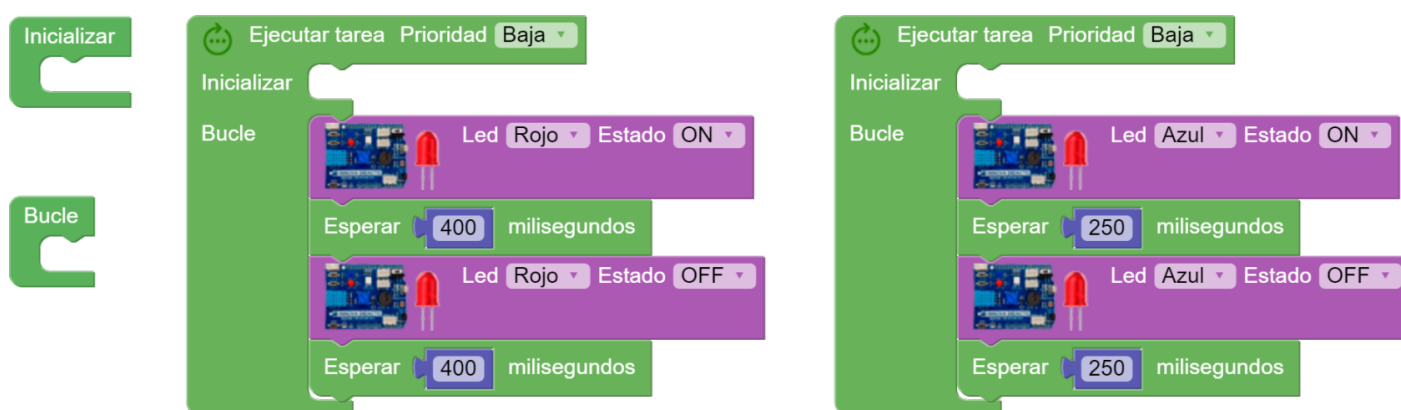 Inicializar
Bucle
Ejecutar tarea Prioridad Baja
Inicializar
Bucle
Led Rojo Estado ON
Esperar 400 milisegundos
Led Rojo Estado OFF
Esperar 400 milisegundos
Ejecutar tarea Prioridad Baja
Inicializar
Bucle
Led Azul Estado ON
Esperar 250 milisegundos
Led Azul Estado OFF
Esperar 250 milisegundos